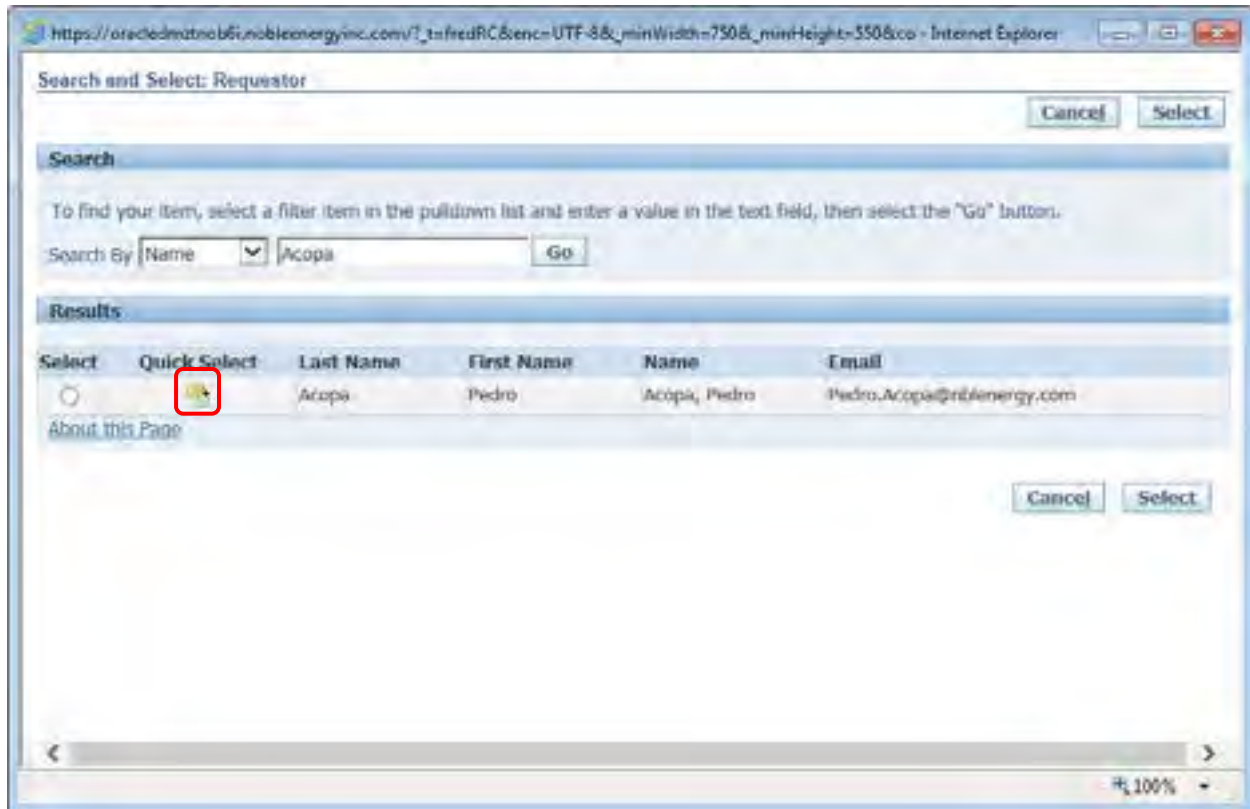 https://oracledmztnob6i.nobleenergyinc.com/?_t=fredRC&enc=UTF-8&_minWidth=750&_minHeight=550&co - Internet Explorer
Search and Select: Requestor
Cancel Select
Search
To find your item, select a filter item in the pulldown list and enter a value in the text field, then select the "Go" button.
Search By Name Acopa Go
Results
Select Quick Select Last Name First Name Name Email
Acopa Pedro Acopa, Pedro Pedro.Acopa@nblenergy.com
About this Page
Cancel Select
100%